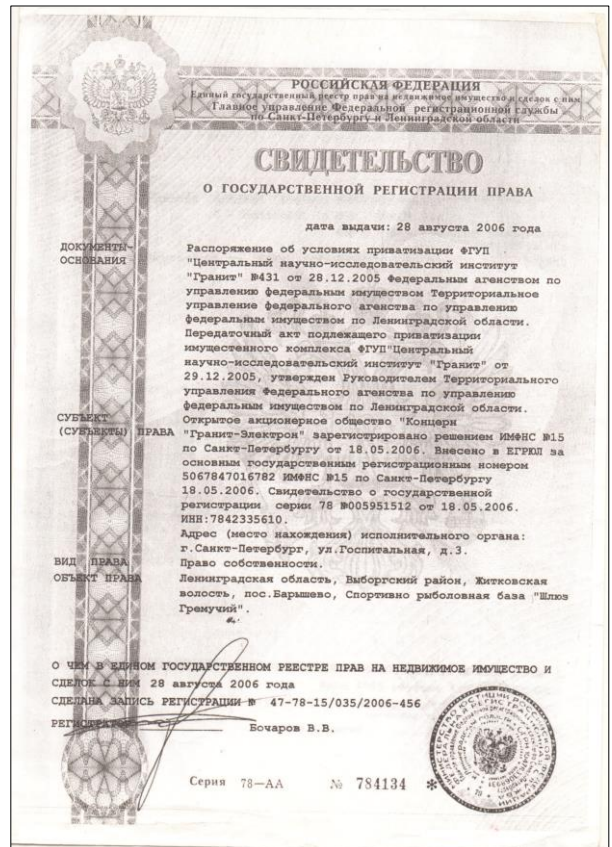 РОССИЙСКАЯ ФЕДЕРАЦИЯ
Единый государственный реестр прав на недвижимое имущество и сделок с ним
Главное управление Федеральной регистрационной службы
по Санкт-Петербургу и Ленинградской области
СВИДЕТЕЛЬСТВО
О ГОСУДАРСТВЕННОЙ РЕГИСТРАЦИИ ПРАВА
дата выдачи: 28 августа 2006 года
ДОКУМЕНТЫ-
ОСНОВАНИЯ
Распоряжение об условиях приватизации ФГУП
"Центральный научно-исследовательский институт
"Гранит" №431 от 28.12.2005 Федеральным агенством по
управлению федеральным имуществом Территориальное
управление федерального агенства по управлению
федеральным имуществом по Ленинградской области.
Передаточный акт подлежащего приватизации
имущественного комплекса ФГУП"Центральный
научно-исследовательский институт "Гранит" от
29.12.2005, утвержден Руководителем Территориального
управления Федерального агенства по управлению
федеральным имуществом по Ленинградской области.
СУБЪЕКТ
(СУБЪЕКТЫ) ПРАВА
Открытое акционерное общество "Концерн
"Гранит-Электрон" зарегистрировано решением ИМФНС №15
по Санкт-Петербургу от 18.05.2006. Внесено в ЕГРЮЛ за
основным государственным регистрационным номером
5067847016782 ИМФНС №15 по Санкт-Петербургу
18.05.2006. Свидетельство о государственной
регистрации серии 78 №005951512 от 18.05.2006.
ИНН:7842335610.
Адрес (место нахождения) исполнительного органа:
г.Санкт-Петербург, ул.Госпитальная, д.3.
ВИД ПРАВА
Право собственности.
ОБЪЕКТ ПРАВА
Ленинградская область, Выборгский район, Житковская
волость, пос.Барышево, Спортивно рыболовная база "Шлюз
Гремучий".
О ЧЕМ В ЕДИНОМ ГОСУДАРСТВЕННОМ РЕЕСТРЕ ПРАВ НА НЕДВИЖИМОЕ ИМУЩЕСТВО И
СДЕЛОК С НИМ 28 августа 2006 года
СДЕЛАНА ЗАПИСЬ РЕГИСТРАЦИИ № 47-78-15/035/2006-456
РЕГИСТРАТОР
Бочаров В.В.
Серия 78—АА № 784134 *